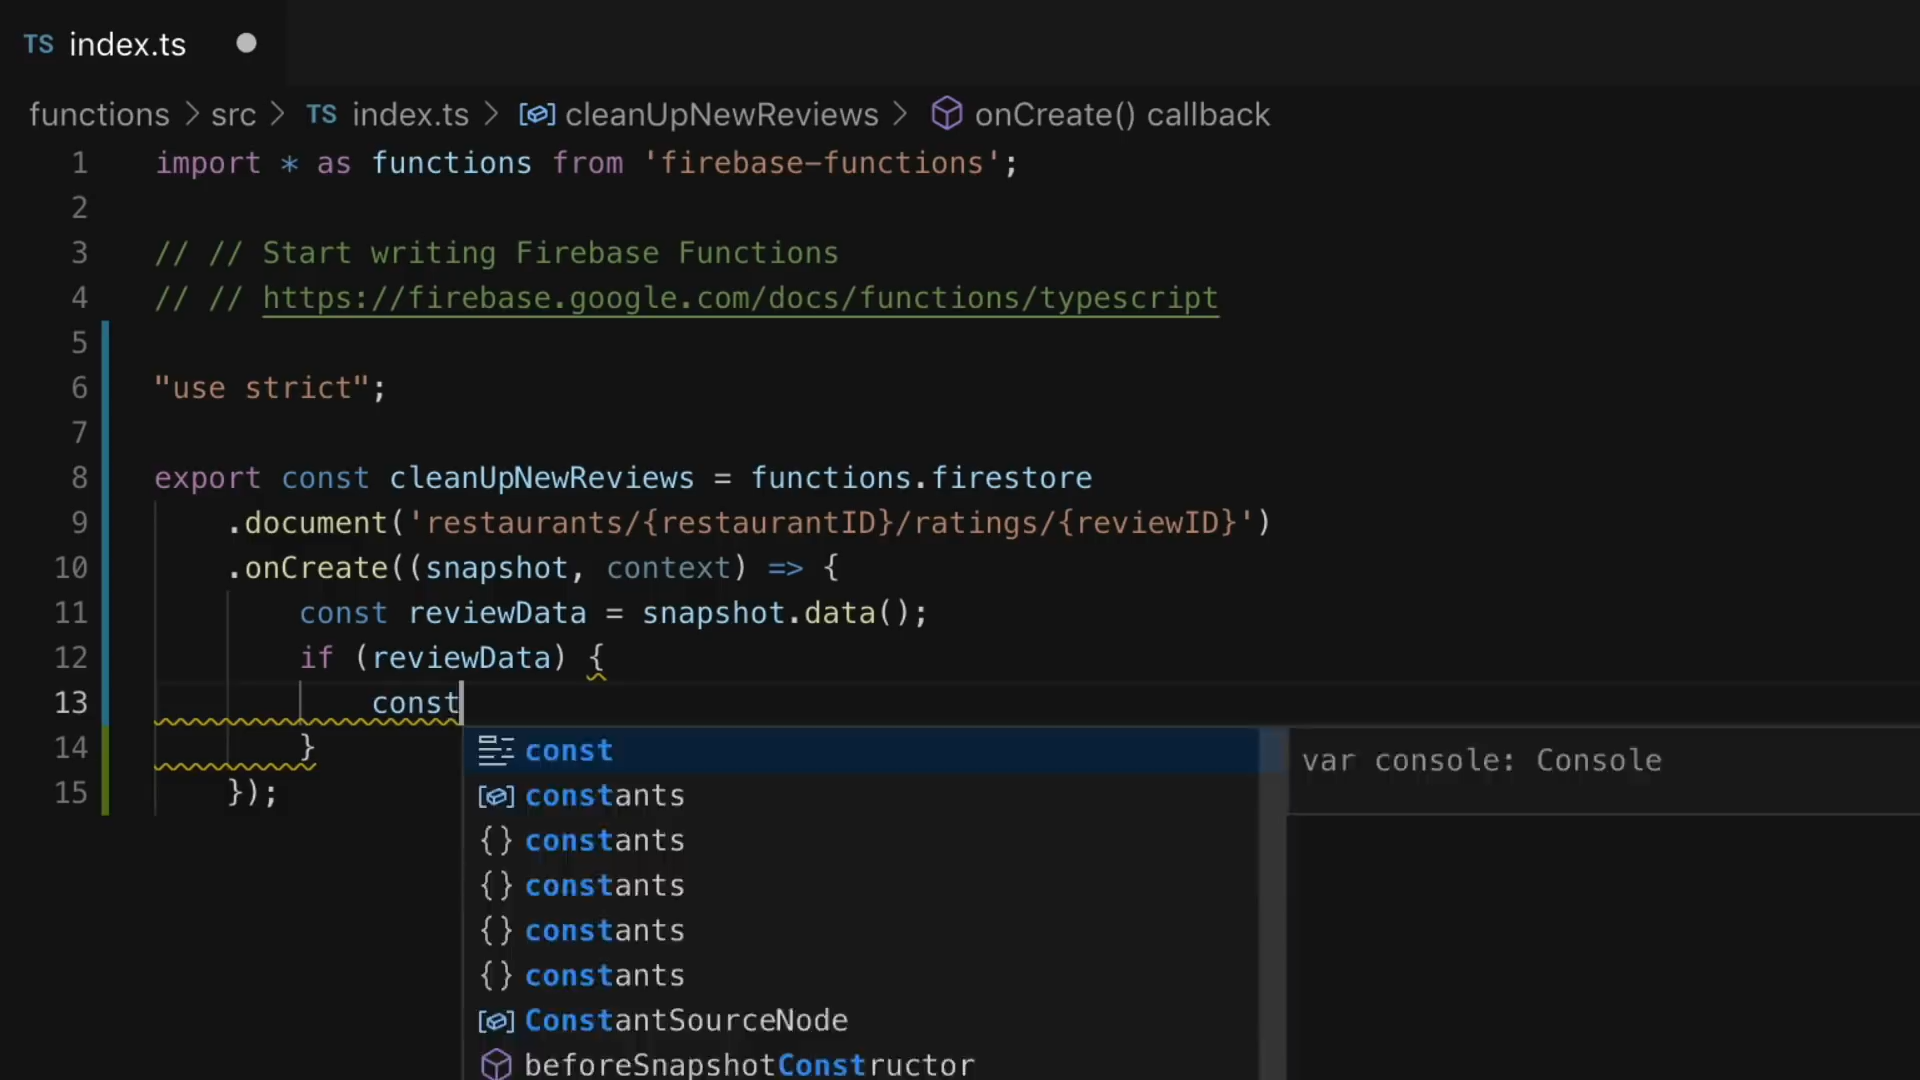 TS index.ts
functions > src > TS index.ts > cleanUpNewReviews > onCreate() callback
1 import * as functions from 'firebase-functions';
2
3 // // Start writing Firebase Functions
4 // // https://firebase.google.com/docs/functions/typescript
5
6 "use strict";
7
8 export const cleanUpNewReviews = functions.firestore
9 .document('restaurants/{restaurantID}/ratings/{reviewID}')
10 .onCreate((snapshot, context) => {
11 const reviewData = snapshot.data();
12 if (reviewData) {
13 const
14 }
15 });
const
var console: Console
constants
{} constants
{} constants
{} constants
{} constants
ConstantSourceNode
beforeSnapshotConstructor